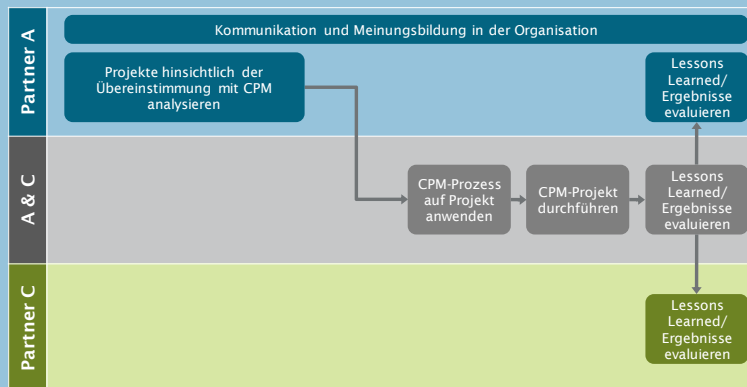 Partner A
Kommunikation und Meinungsbildung in der Organisation
Projekte hinsichtlich der
Übereinstimmung mit CPM
analysieren
Lessons
Learned/
Ergebnisse
evaluieren
A & C
CPM-Prozess
auf Projekt
anwenden
CPM-Projekt
durchführen
Lessons
Learned/
Ergebnisse
evaluieren
Partner C
Lessons
Learned/
Ergebnisse
evaluieren